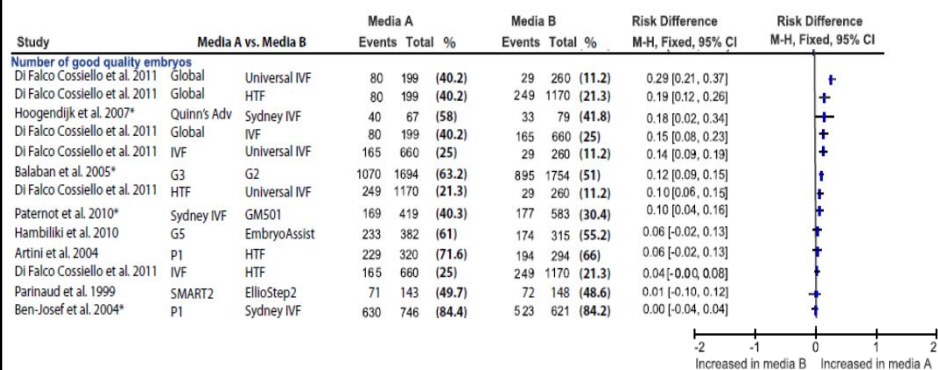 Media A Media B Risk Difference Risk Difference
Study Media A vs. Media B Events Total % Events Total % M-H, Fixed, 95% CI M-H, Fixed, 95% CI
Number of good quality embryos
Di Falco Cossiello et al. 2011 Global Universal IVF 80 199 (40.2) 29 260 (11.2) 0.29 [0.21, 0.37]
Di Falco Cossiello et al. 2011 Global HTF 80 199 (40.2) 249 1170 (21.3) 0.19 [0.12, 0.26]
Hoogendijk et al. 2007* Quinn's Adv Sydney IVF 40 67 (58) 33 79 (41.8) 0.18 [0.02, 0.34]
Di Falco Cossiello et al. 2011 Global IVF 80 199 (40.2) 165 660 (25) 0.15 [0.08, 0.23]
Di Falco Cossiello et al. 2011 IVF Universal IVF 165 660 (25) 29 260 (11.2) 0.14 [0.09, 0.19]
Balaban et al. 2005* G3 G2 1070 1694 (63.2) 895 1754 (51) 0.12 [0.09, 0.15]
Di Falco Cossiello et al. 2011 HTF Universal IVF 249 1170 (21.3) 29 260 (11.2) 0.10 [0.06, 0.15]
Paternot et al. 2010* Sydney IVF GM501 169 419 (40.3) 177 583 (30.4) 0.10 [0.04, 0.16]
Hambiliki et al. 2010 G5 EmbryoAssist 233 382 (61) 174 315 (55.2) 0.06 [-0.02, 0.13]
Artini et al. 2004 P1 HTF 229 320 (71.6) 194 294 (66) 0.06 [-0.02, 0.13]
Di Falco Cossiello et al. 2011 IVF HTF 165 660 (25) 249 1170 (21.3) 0.04 [-0.00, 0.08]
Parinaud et al. 1999 SMART2 EllioStep2 71 143 (49.7) 72 148 (48.6) 0.01 [-0.10, 0.12]
Ben-Josef et al. 2004* P1 Sydney IVF 630 746 (84.4) 523 621 (84.2) 0.00 [-0.04, 0.04]
-2 -1 0 1 2
Increased in media B Increased in media A